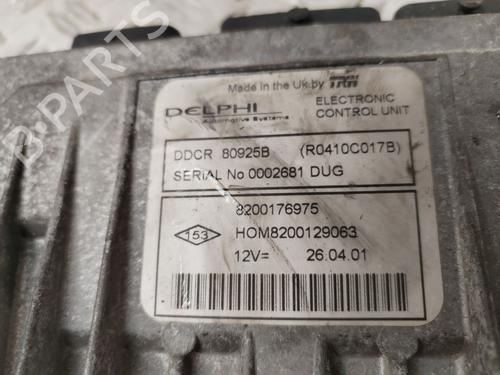 B-PARTS
Made in the Uk by TRW
DELPHI
Automotive Systems
ELECTRONIC
CONTROL UNIT
DDCR 80925B (R0410C017B)
SERIAL No 0002681 DUG
8200176975
153
HOM8200129063
12V= 26.04.01